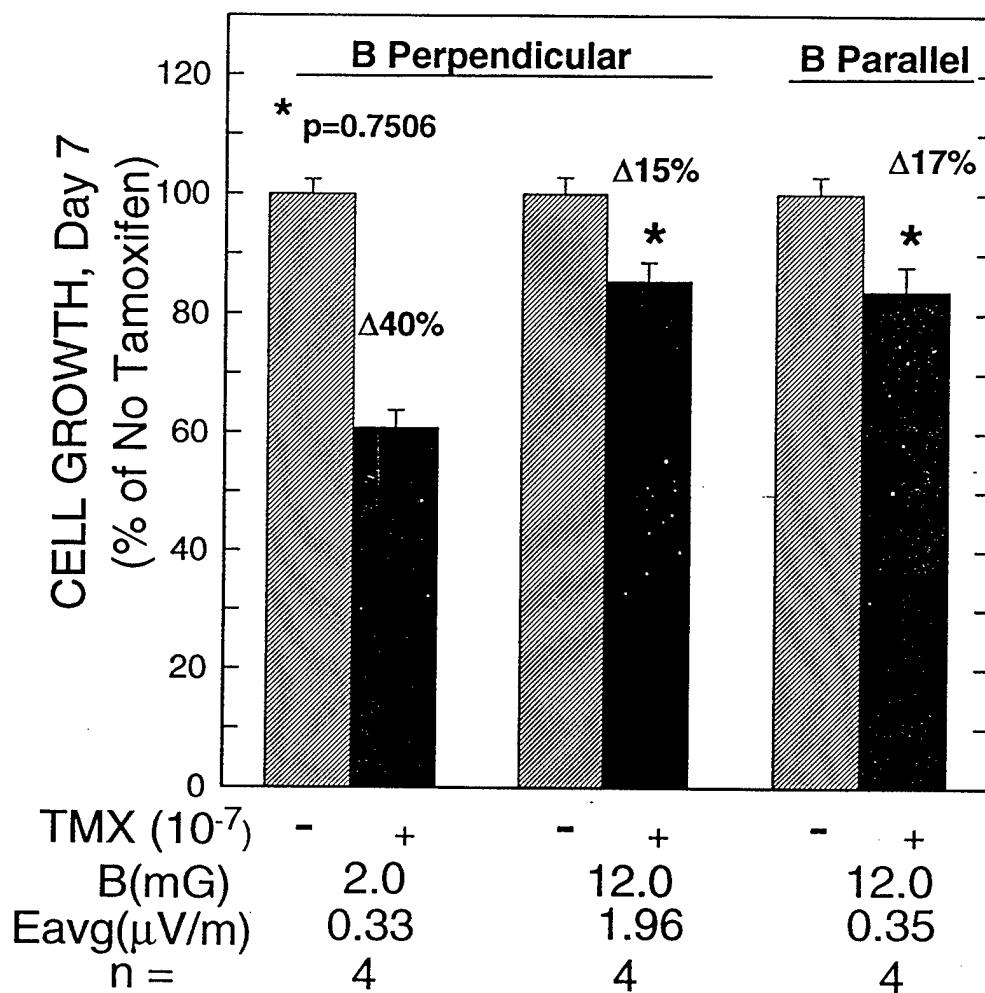 B Perpendicular B Parallel
* p=0.7506
Δ15% Δ17%
* *
Δ40%
CELL GROWTH, Day 7
(% of No Tamoxifen)
120
100
80
60
40
20
0
TMX (10⁻⁷) - + - + - +
B(mG) 2.0 12.0 12.0
Eavg(μV/m) 0.33 1.96 0.35
n = 4 4 4